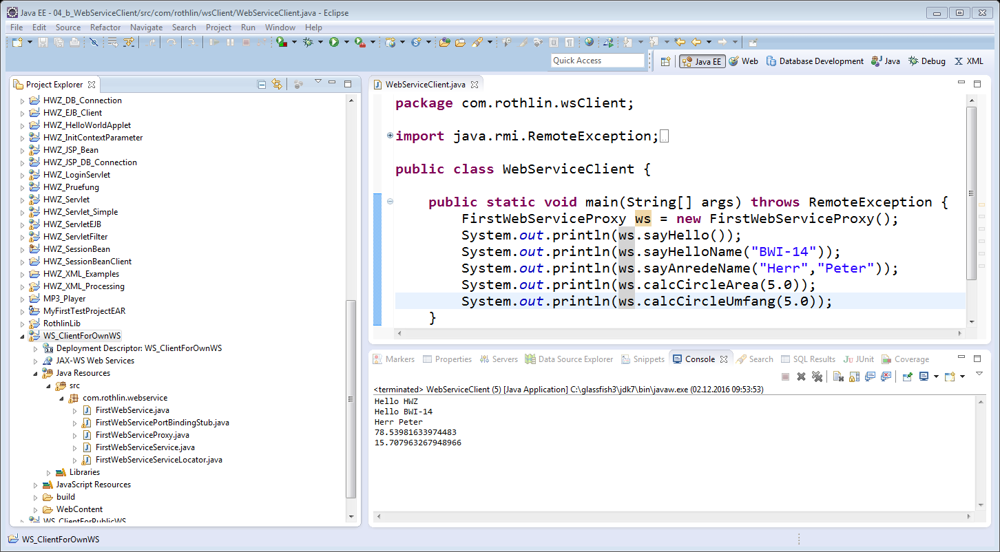 Java EE - 04_b_WebServiceClient/src/com/rothlin/wsClient/WebServiceClient.java - Eclipse
File Edit Source Refactor Navigate Search Project Run Window Help
Quick Access
Java EE Web Database Development Java Debug XML
Project Explorer
HWZ_DB_Connection
HWZ_EJB_Client
HWZ_HelloWorldApplet
HWZ_InitContextParameter
HWZ_JSP_Bean
HWZ_JSP_DB_Connection
HWZ_LoginServlet
HWZ_Pruefung
HWZ_Servlet
HWZ_Servlet_Simple
HWZ_ServletEJB
HWZ_ServletFilter
HWZ_SessionBean
HWZ_SessionBeanClient
HWZ_XML_Examples
HWZ_XML_Processing
MP3_Player
MyFirstTestProjectEAR
RothlinLib
WS_ClientForOwnWS
Deployment Descriptor: WS_ClientForOwnWS
JAX-WS Web Services
Java Resources
src
com.rothlin.webservice
FirstWebService.java
FirstWebServicePortBindingStub.java
FirstWebServiceProxy.java
FirstWebServiceService.java
FirstWebServiceServiceLocator.java
Libraries
JavaScript Resources
build
WebContent
WS_ClientForPublicWS
WebServiceClient.java
package com.rothlin.wsClient;
import java.rmi.RemoteException;
public class WebServiceClient {
public static void main(String[] args) throws RemoteException {
FirstWebServiceProxy ws = new FirstWebServiceProxy();
System.out.println(ws.sayHello());
System.out.println(ws.sayHelloName("BWI-14"));
System.out.println(ws.sayAnredeName("Herr","Peter"));
System.out.println(ws.calcCircleArea(5.0));
System.out.println(ws.calcCircleUmfang(5.0));
}
Markers Properties Servers Data Source Explorer Snippets Console Search SQL Results JUnit Coverage
<terminated> WebServiceClient (5) [Java Application] C:\glassfish3\jdk7\bin\javaw.exe (02.12.2016 09:53:53)
Hello HWZ
Hello BWI-14
Herr Peter
78.53981633974483
15.707963267948966
WS_ClientForOwnWS